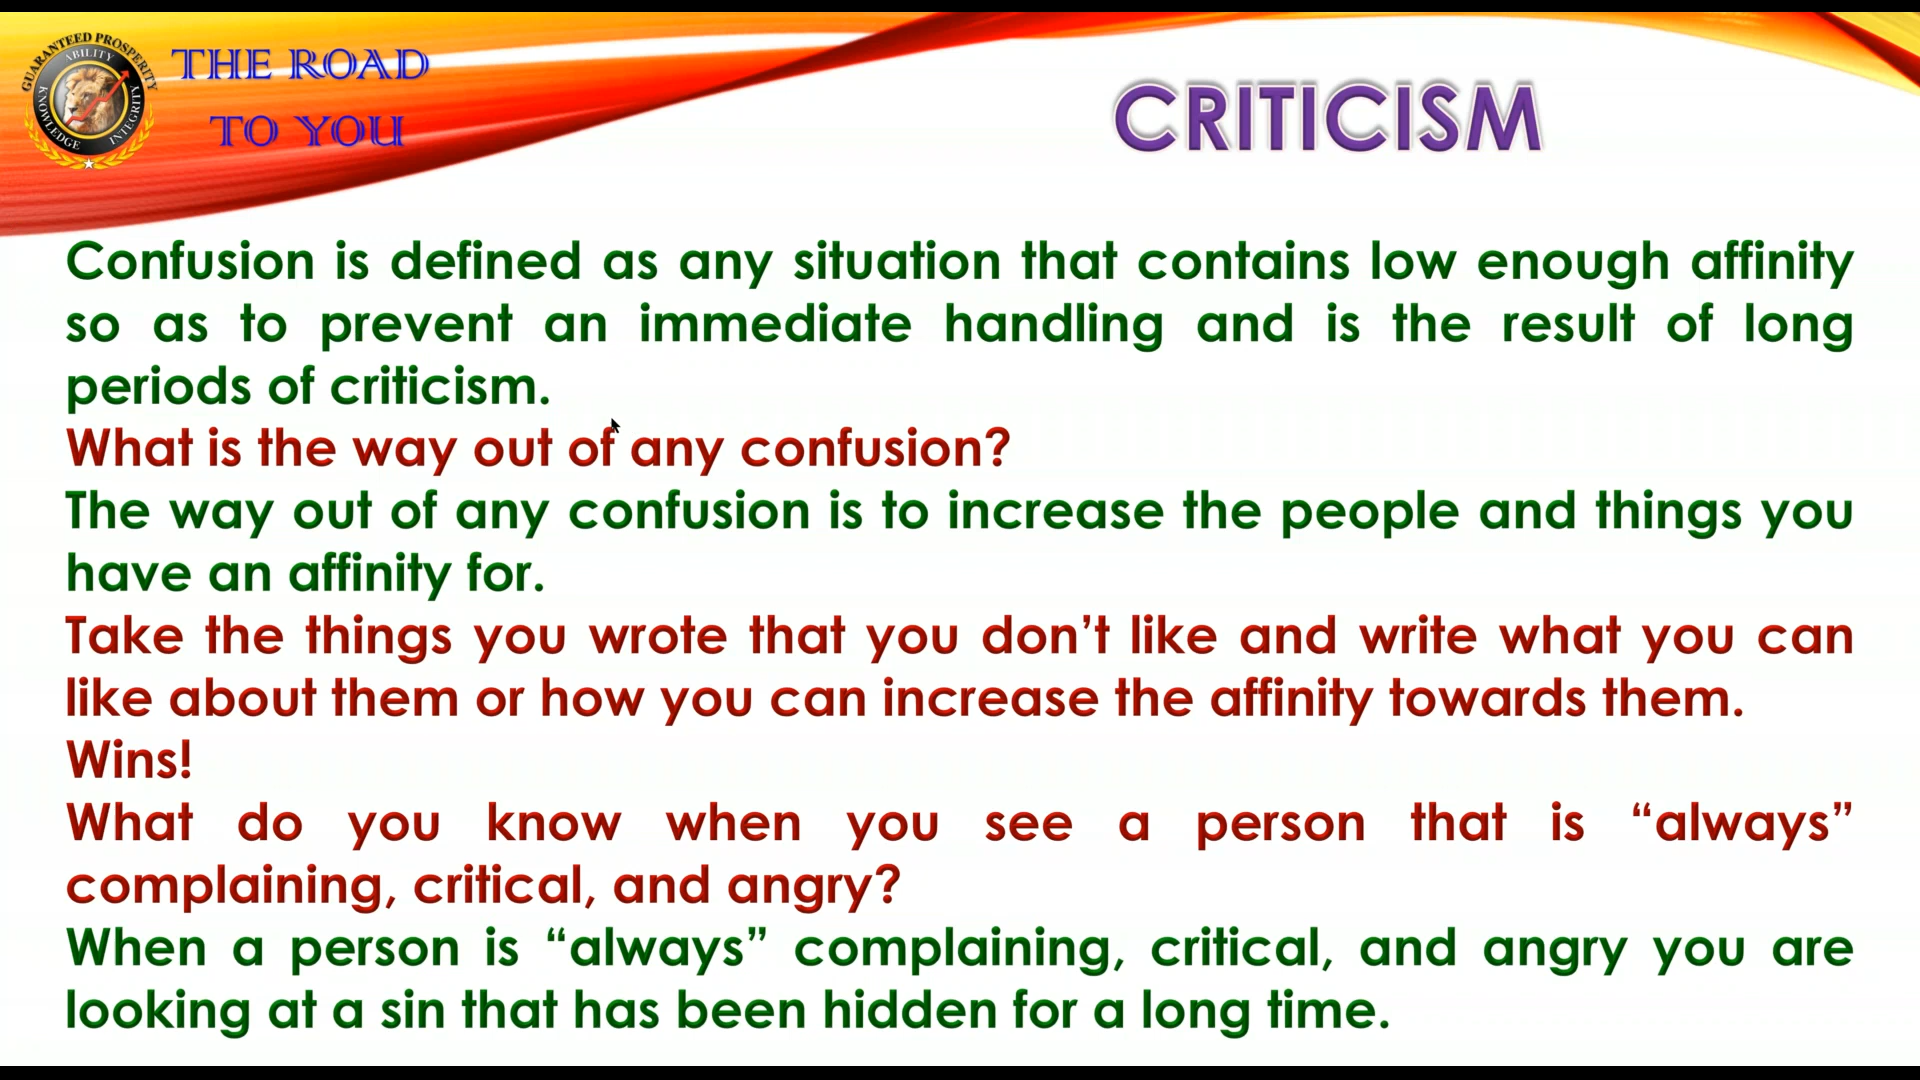 GUARANTEED PROSPERITY
ABILITY
KNOWLEDGE
INTEGRITY
THE ROAD
TO YOU
CRITICISM
Confusion is defined as any situation that contains low enough affinity
so as to prevent an immediate handling and is the result of long
periods of criticism.
What is the way out of any confusion?
The way out of any confusion is to increase the people and things you
have an affinity for.
Take the things you wrote that you don’t like and write what you can
like about them or how you can increase the affinity towards them.
Wins!
What do you know when you see a person that is “always”
complaining, critical, and angry?
When a person is “always” complaining, critical, and angry you are
looking at a sin that has been hidden for a long time.